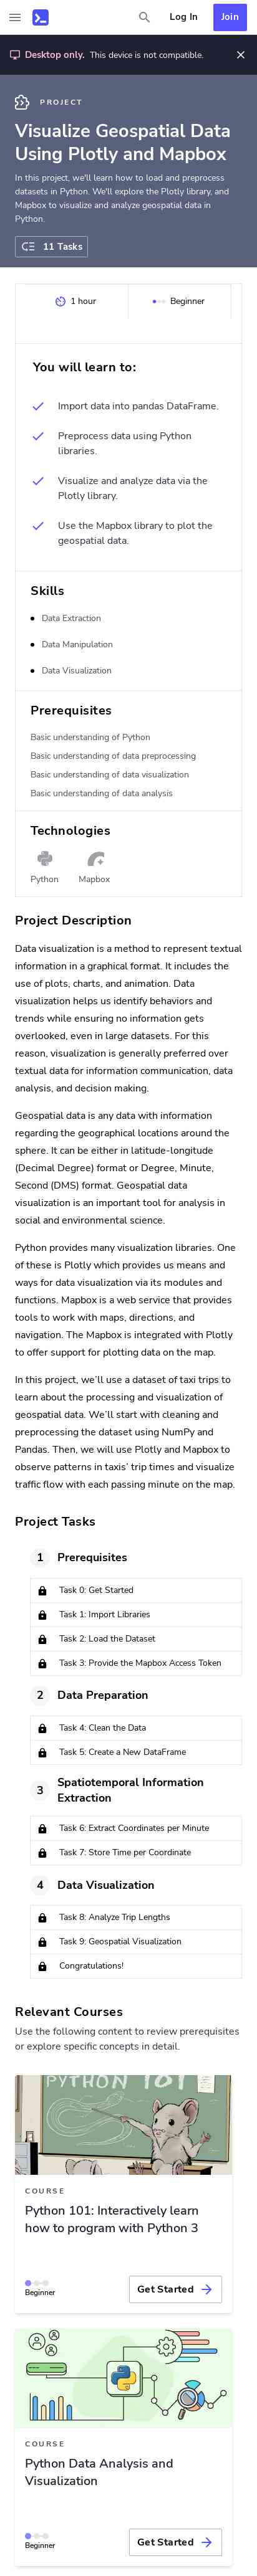 Log In
Join
Desktop only. This device is not compatible.
PROJECT
Visualize Geospatial Data
Using Plotly and Mapbox
In this project, we'll learn how to load and preprocess
datasets in Python. We'll explore the Plotly library, and
Mapbox to visualize and analyze geospatial data in
Python.
11 Tasks
1 hour
Beginner
You will learn to:
Import data into pandas DataFrame.
Preprocess data using Python
libraries.
Visualize and analyze data via the
Plotly library.
Use the Mapbox library to plot the
geospatial data.
Skills
Data Extraction
Data Manipulation
Data Visualization
Prerequisites
Basic understanding of Python
Basic understanding of data preprocessing
Basic understanding of data visualization
Basic understanding of data analysis
Technologies
Python
Mapbox
Project Description
Data visualization is a method to represent textual
information in a graphical format. It includes the
use of plots, charts, and animation. Data
visualization helps us identify behaviors and
trends while ensuring no information gets
overlooked, even in large datasets. For this
reason, visualization is generally preferred over
textual data for information communication, data
analysis, and decision making.
Geospatial data is any data with information
regarding the geographical locations around the
sphere. It can be either in latitude-longitude
(Decimal Degree) format or Degree, Minute,
Second (DMS) format. Geospatial data
visualization is an important tool for analysis in
social and environmental science.
Python provides many visualization libraries. One
of these is Plotly which provides us means and
ways for data visualization via its modules and
functions. Mapbox is a web service that provides
tools to work with maps, directions, and
navigation. The Mapbox is integrated with Plotly
to offer support for plotting data on the map.
In this project, we’ll use a dataset of taxi trips to
learn about the processing and visualization of
geospatial data. We’ll start with cleaning and
preprocessing the dataset using NumPy and
Pandas. Then, we will use Plotly and Mapbox to
observe patterns in taxis’ trip times and visualize
traffic flow with each passing minute on the map.
Project Tasks
1
Prerequisites
Task 0: Get Started
Task 1: Import Libraries
Task 2: Load the Dataset
Task 3: Provide the Mapbox Access Token
2
Data Preparation
Task 4: Clean the Data
Task 5: Create a New DataFrame
3
Spatiotemporal Information
Extraction
Task 6: Extract Coordinates per Minute
Task 7: Store Time per Coordinate
4
Data Visualization
Task 8: Analyze Trip Lengths
Task 9: Geospatial Visualization
Congratulations!
Relevant Courses
Use the following content to review prerequisites
or explore specific concepts in detail.
PYTHON 101
COURSE
Python 101: Interactively learn
how to program with Python 3
Beginner
Get Started
COURSE
Python Data Analysis and
Visualization
Beginner
Get Started